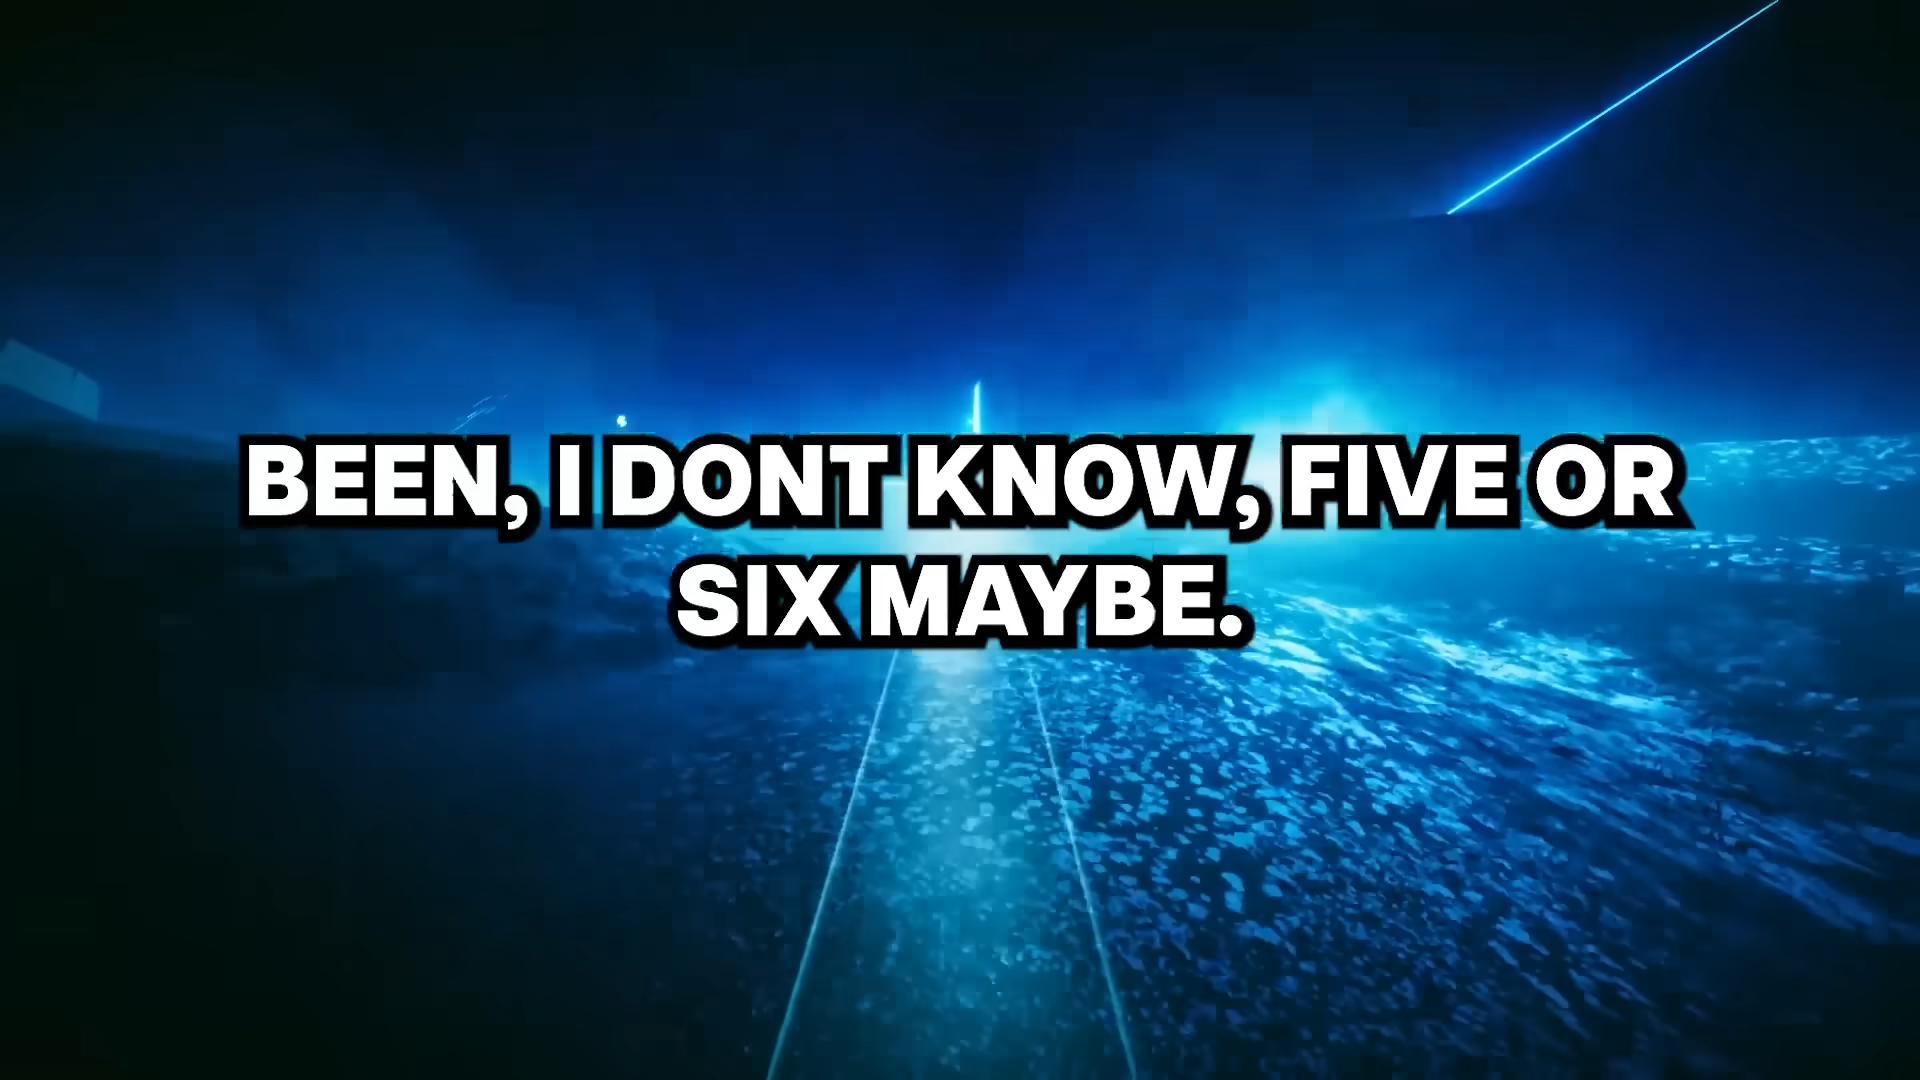 BEEN, I DONT KNOW, FIVE OR
SIX MAYBE.